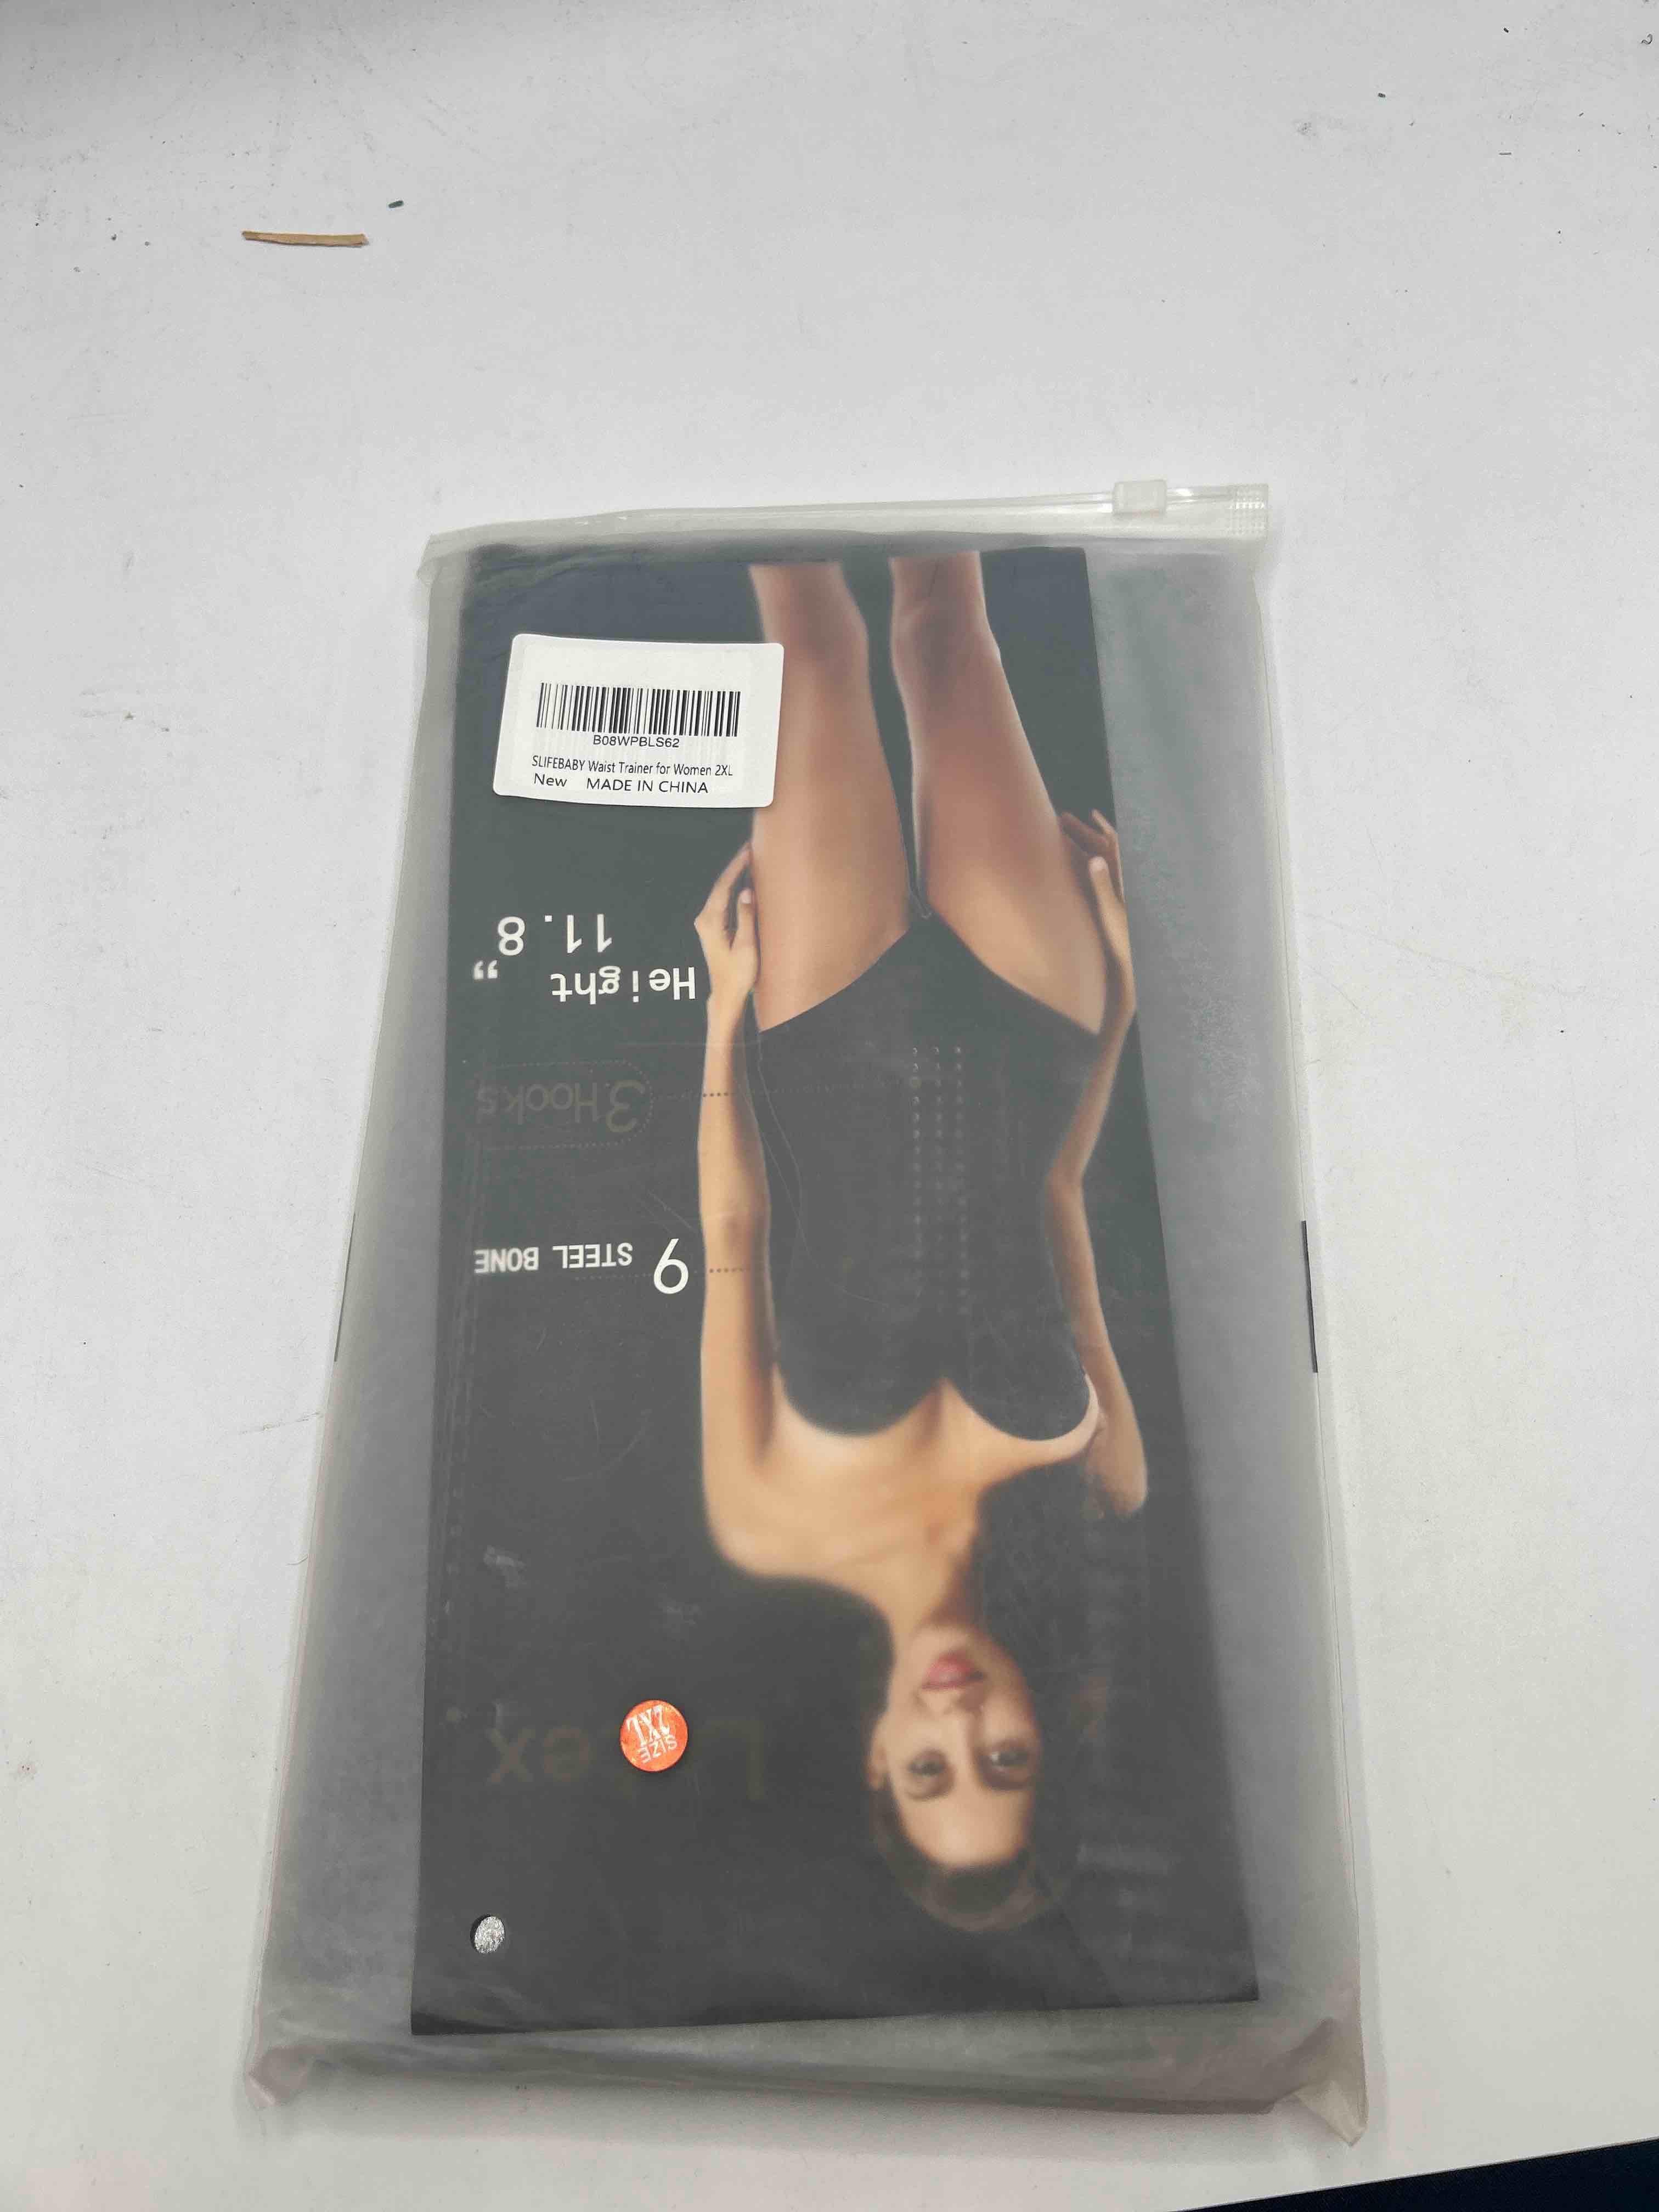 B08WPBLS62
SLIFEBABY Waist Trainer for Women 2XL
New MADE IN CHINA
Latex
SIZE
2XL
9 STEEL BONE
3 Hooks
Height
11.8"